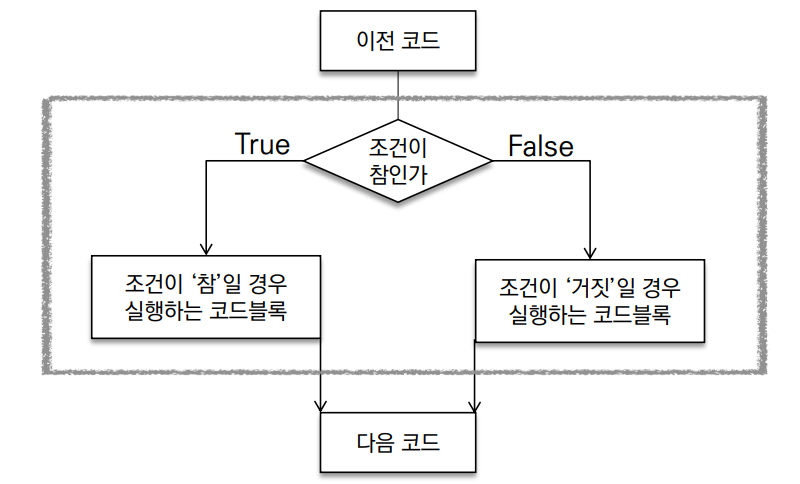 이전 코드
True
False
조건이
참인가
조건이 ‘참’일 경우
실행하는 코드블록
조건이 ‘거짓’일 경우
실행하는 코드블록
다음 코드